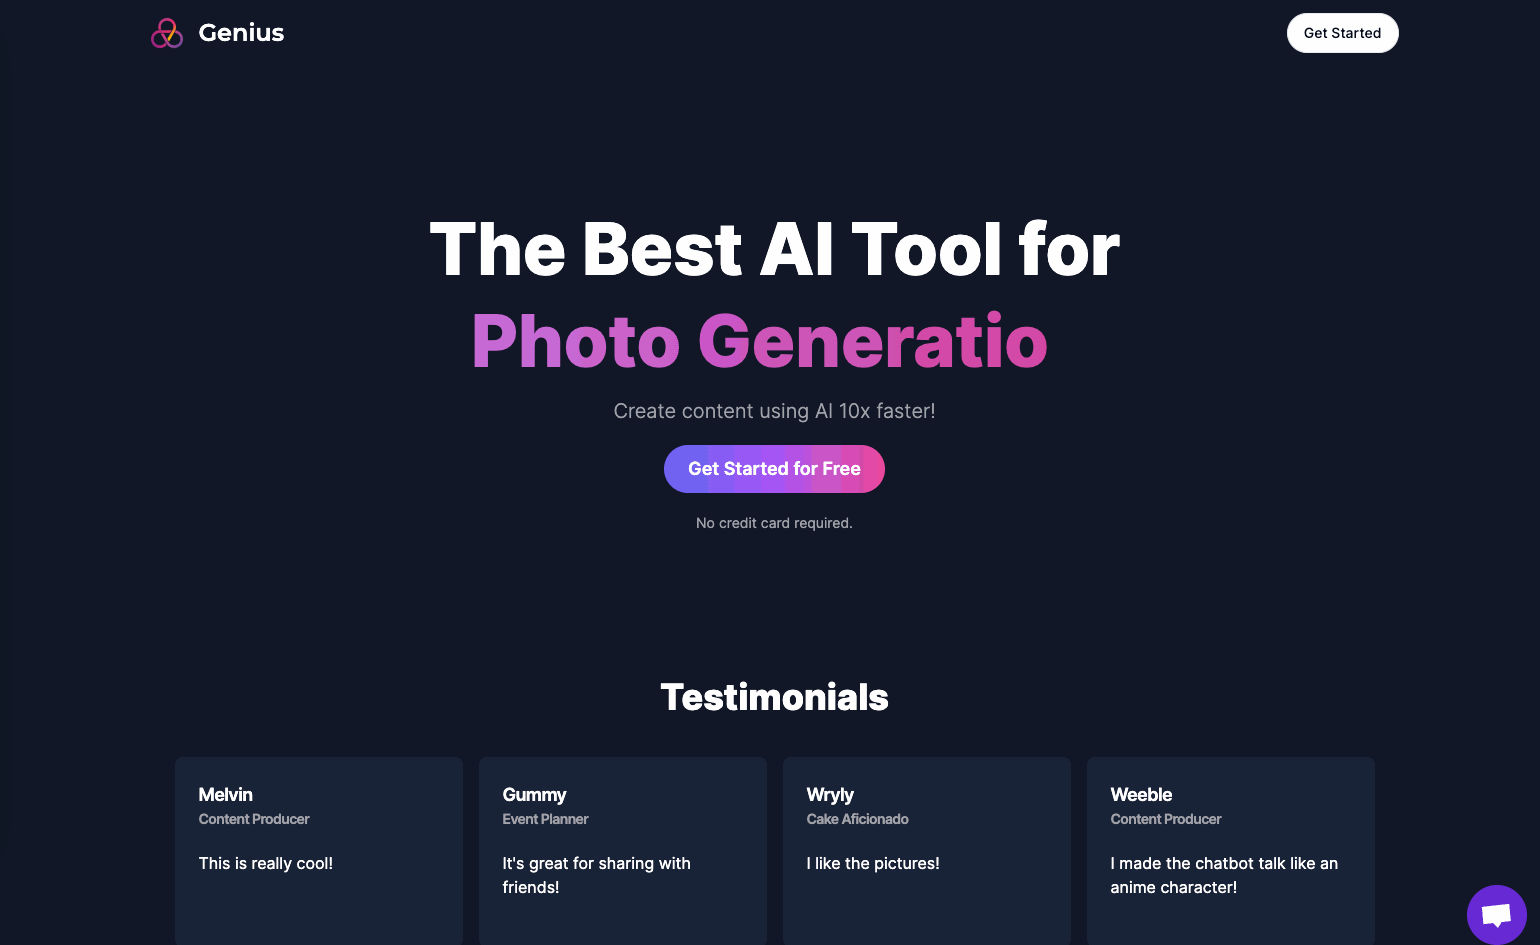 Genius
Get Started
The Best AI Tool for
Photo Generatio
Create content using AI 10x faster!
Get Started for Free
No credit card required.
Testimonials
Melvin
Content Producer
This is really cool!
Gummy
Event Planner
It's great for sharing with
friends!
Wryly
Cake Aficionado
I like the pictures!
Weeble
Content Producer
I made the chatbot talk like an
anime character!